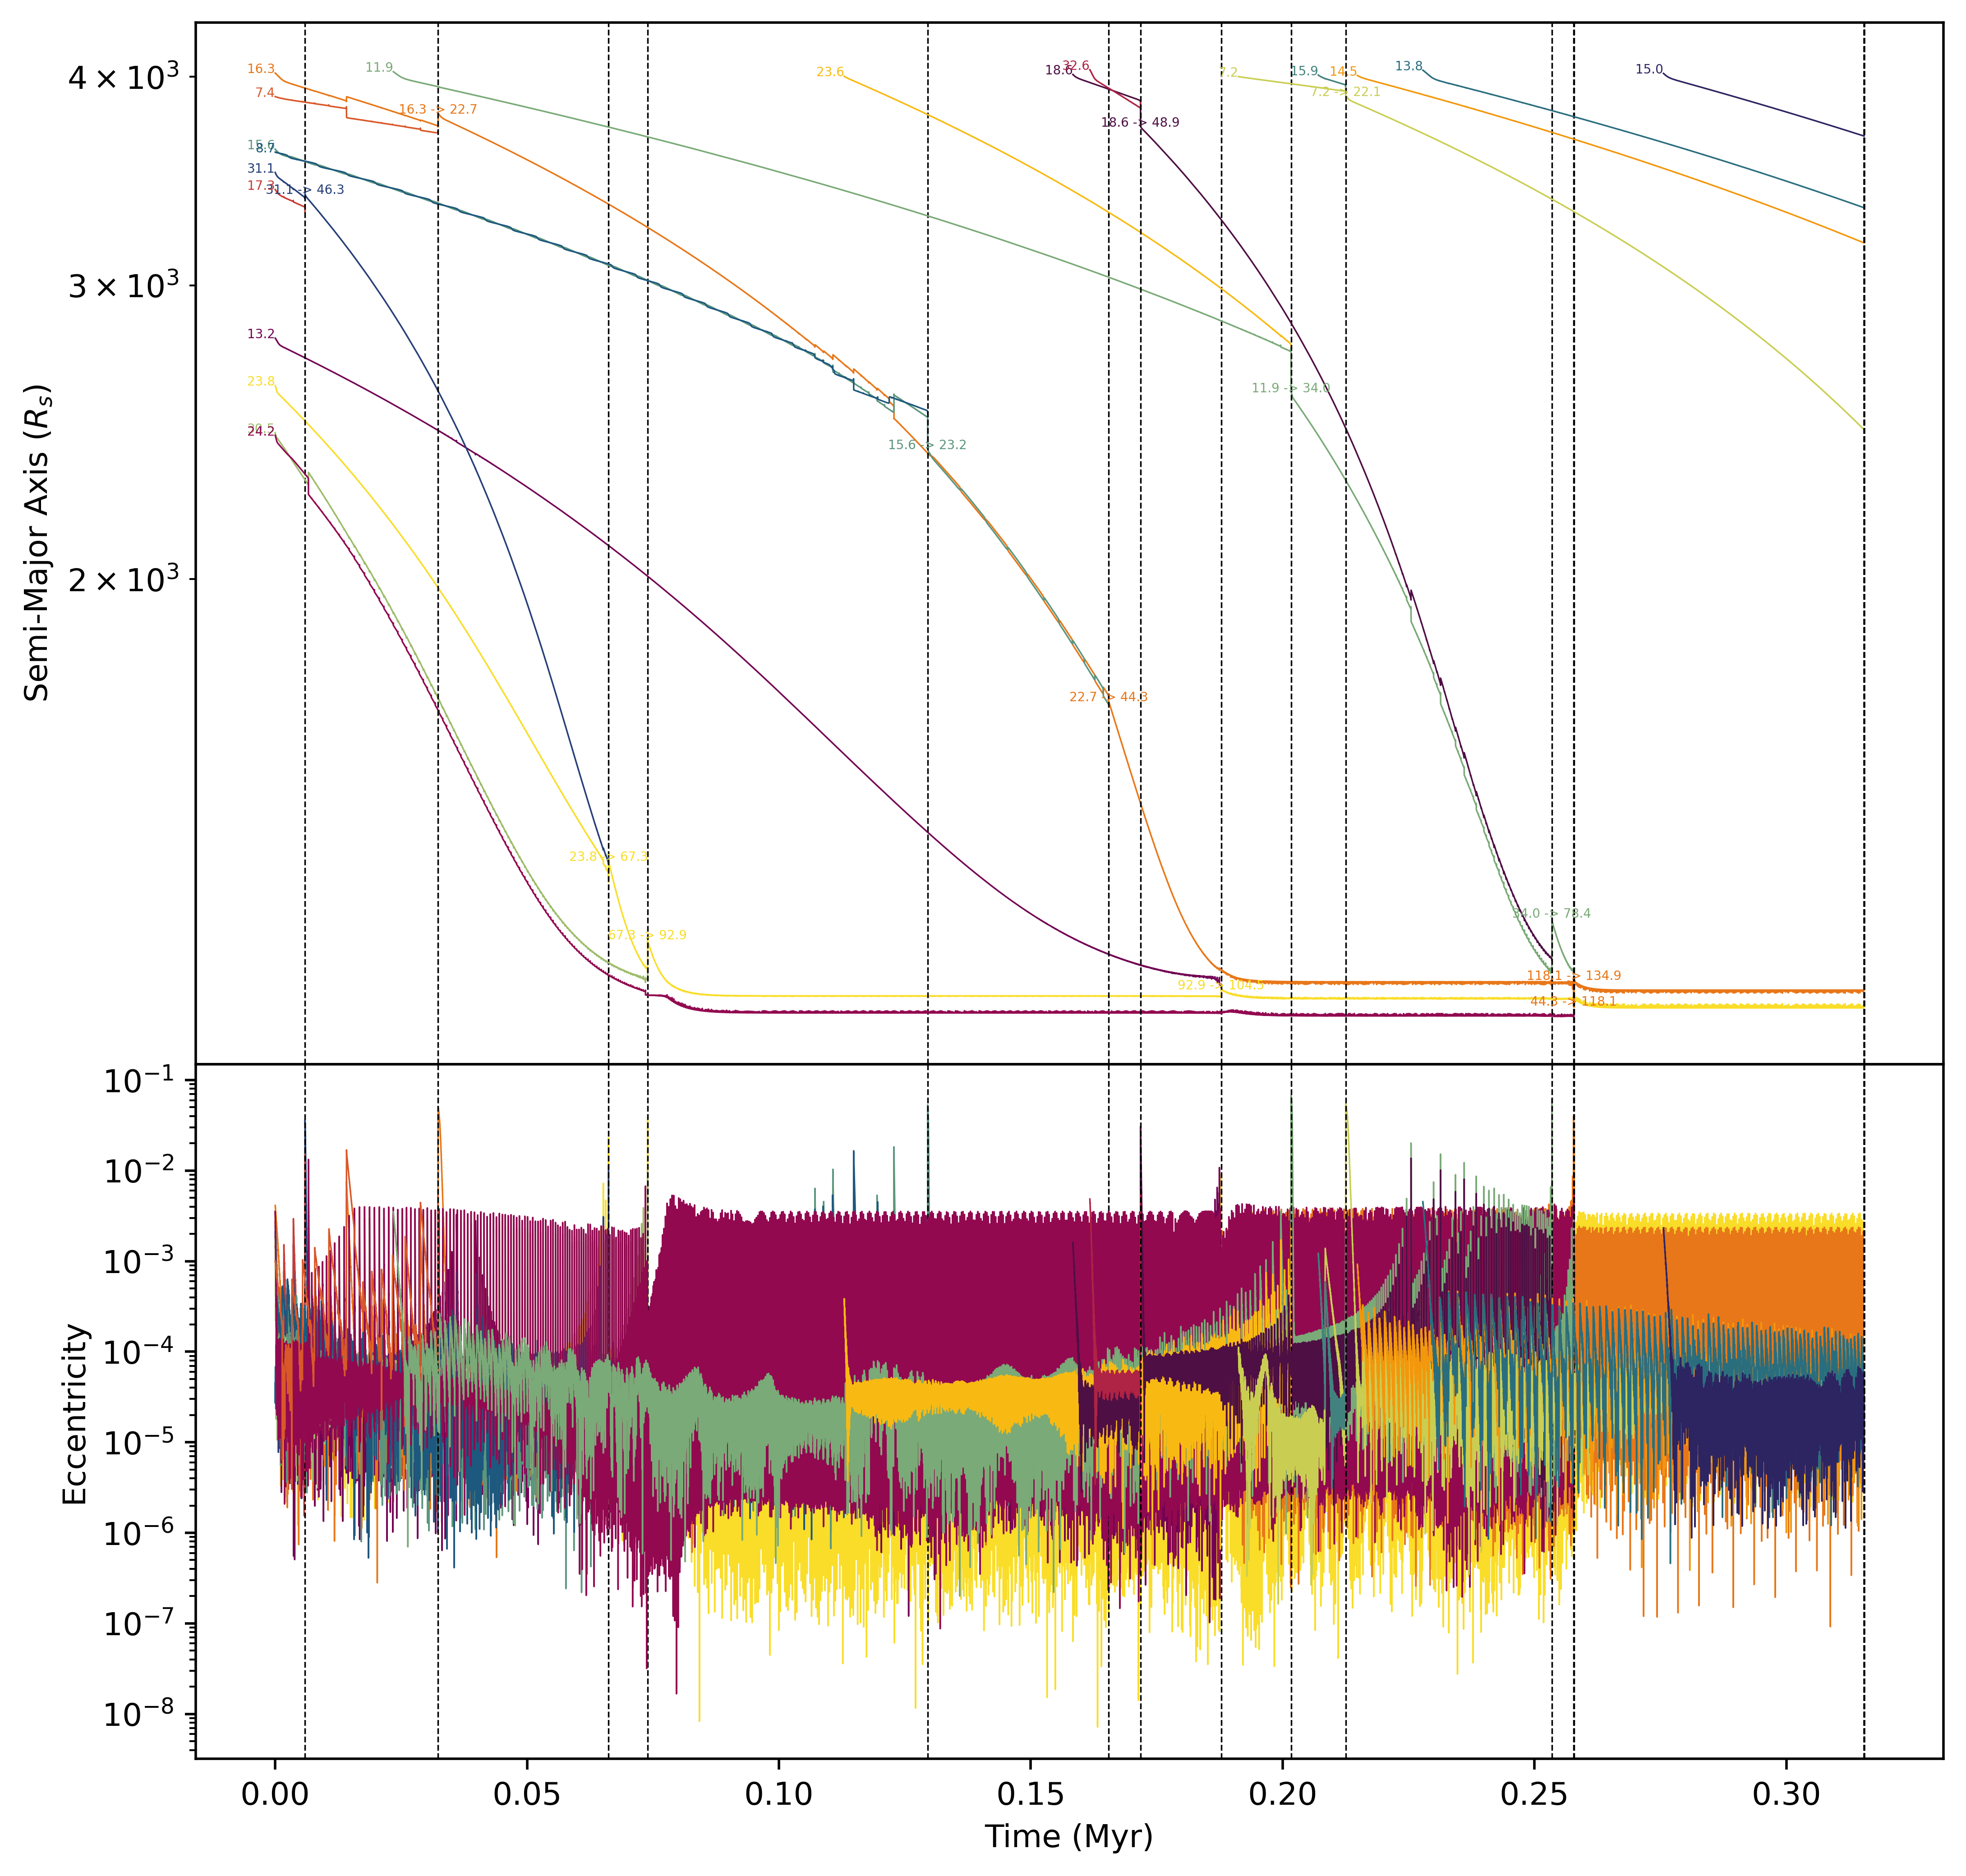 4 × 10³
3 × 10³
2 × 10³
Semi-Major Axis (Rₛ)
16.3
7.4
11.9
16.3 -> 22.7
15.6
8.7
31.1
17.3
31.1 -> 46.3
13.2
23.8
24.2
23.6
18.6
32.6
18.6 -> 48.9
7.2
15.9
14.5
7.2 -> 22.1
13.8
15.0
11.9 -> 34.0
15.6 -> 23.2
22.7 -> 44.3
23.8 -> 67.3
67.3 -> 92.9
34.0 -> 78.4
118.1 -> 134.9
92.9 -> 104.5
44.3 -> 118.1
10⁻¹
10⁻²
10⁻³
10⁻⁴
10⁻⁵
10⁻⁶
10⁻⁷
10⁻⁸
Eccentricity
0.00 0.05 0.10 0.15 0.20 0.25 0.30
Time (Myr)